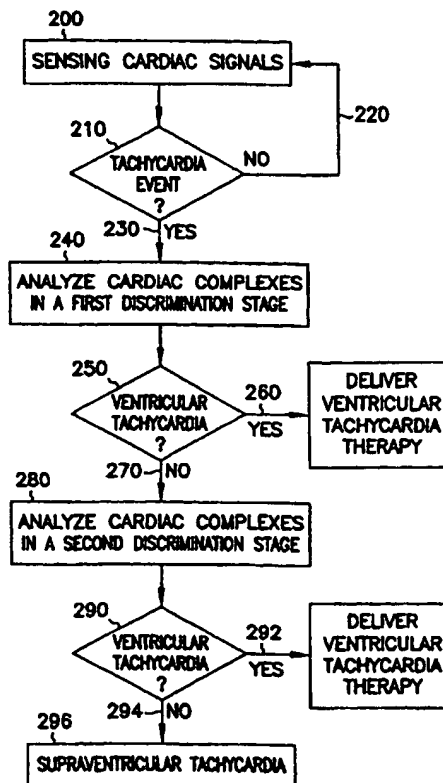 200
SENSING CARDIAC SIGNALS
210
220
TACHYCARDIA
EVENT
?
NO
230
YES
240
ANALYZE CARDIAC COMPLEXES
IN A FIRST DISCRIMINATION STAGE
250
VENTRICULAR
TACHYCARDIA
?
260
YES
DELIVER
VENTRICULAR
TACHYCARDIA
THERAPY
270
NO
280
ANALYZE CARDIAC COMPLEXES
IN A SECOND DISCRIMINATION STAGE
290
VENTRICULAR
TACHYCARDIA
?
292
YES
DELIVER
VENTRICULAR
TACHYCARDIA
THERAPY
294
NO
296
SUPRAVENTRICULAR TACHYCARDIA